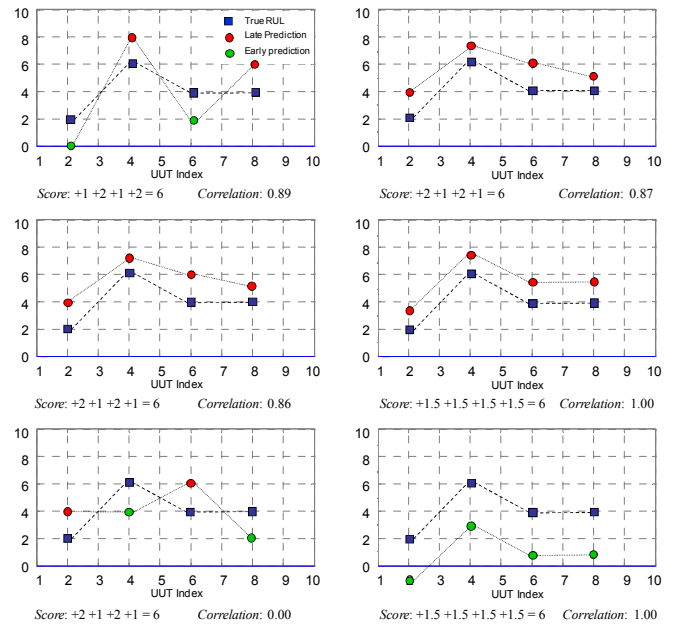 10
8
6
4
2
0
True RUL
Late Prediction
Early prediction
1 2 3 4 5 6 7 8 9 10
UUT Index
Score: +1 +2 +1 +2 = 6 Correlation: 0.89
10
8
6
4
2
0
1 2 3 4 5 6 7 8 9 10
UUT Index
Score: +2 +1 +2 +1 = 6 Correlation: 0.87
10
8
6
4
2
0
1 2 3 4 5 6 7 8 9 10
UUT Index
Score: +2 +1 +2 +1 = 6 Correlation: 0.86
10
8
6
4
2
0
1 2 3 4 5 6 7 8 9 10
UUT Index
Score: +1.5 +1.5 +1.5 +1.5 = 6 Correlation: 1.00
10
8
6
4
2
0
1 2 3 4 5 6 7 8 9 10
UUT Index
Score: +2 +1 +2 +1 = 6 Correlation: 0.00
10
8
6
4
2
0
1 2 3 4 5 6 7 8 9 10
UUT Index
Score: +1.5 +1.5 +1.5 +1.5 = 6 Correlation: 1.00